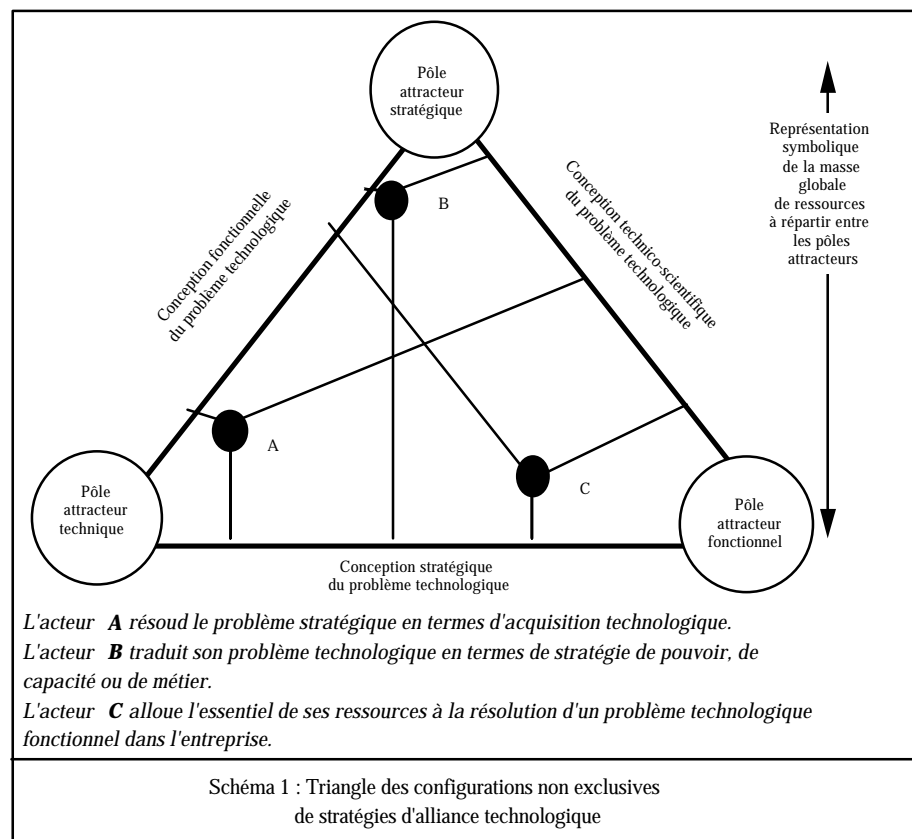 Pôle
attracteur
stratégique
Représentation
symbolique
de la masse
globale
de ressources
à répartir entre
les pôles
attracteurs
Conception fonctionnelle
du problème technologique
Conception technico-scientifique
du problème technologique
B
A
C
Pôle
attracteur
technique
Pôle
attracteur
fonctionnel
Conception stratégique
du problème technologique
L'acteur A résoud le problème stratégique en termes d'acquisition technologique.
L'acteur B traduit son problème technologique en termes de stratégie de pouvoir, de
capacité ou de métier.
L'acteur C alloue l'essentiel de ses ressources à la résolution d'un problème technologique
fonctionnel dans l'entreprise.
Schéma 1 : Triangle des configurations non exclusives
de stratégies d'alliance technologique